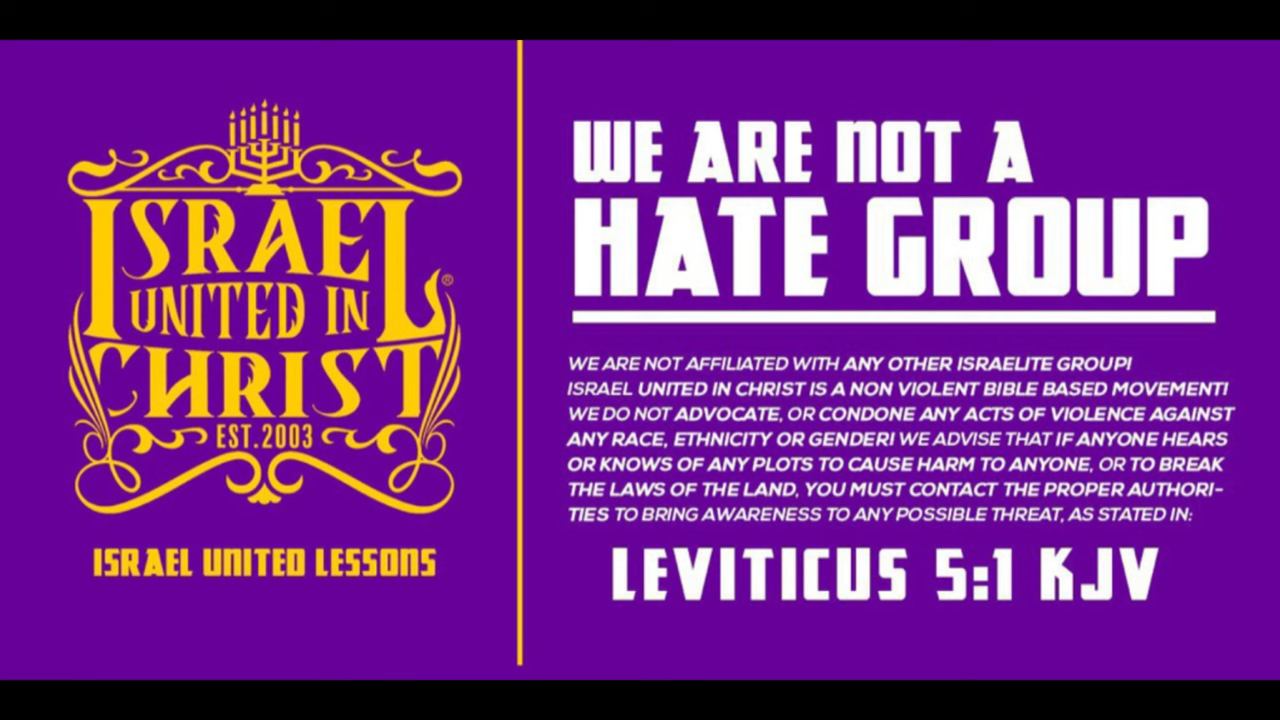 ISRAEL
UNITED IN
CHRIST
®
EST. 2003
ISRAEL UNITED LESSONS
WE ARE NOT A
HATE GROUP
WE ARE NOT AFFILIATED WITH ANY OTHER ISRAELITE GROUP!
ISRAEL UNITED IN CHRIST IS A NON VIOLENT BIBLE BASED MOVEMENT!
WE DO NOT ADVOCATE, OR CONDONE ANY ACTS OF VIOLENCE AGAINST
ANY RACE, ETHNICITY OR GENDER! WE ADVISE THAT IF ANYONE HEARS
OR KNOWS OF ANY PLOTS TO CAUSE HARM TO ANYONE, OR TO BREAK
THE LAWS OF THE LAND, YOU MUST CONTACT THE PROPER AUTHORI-
TIES TO BRING AWARENESS TO ANY POSSIBLE THREAT, AS STATED IN:
LEVITICUS 5:1 KJV